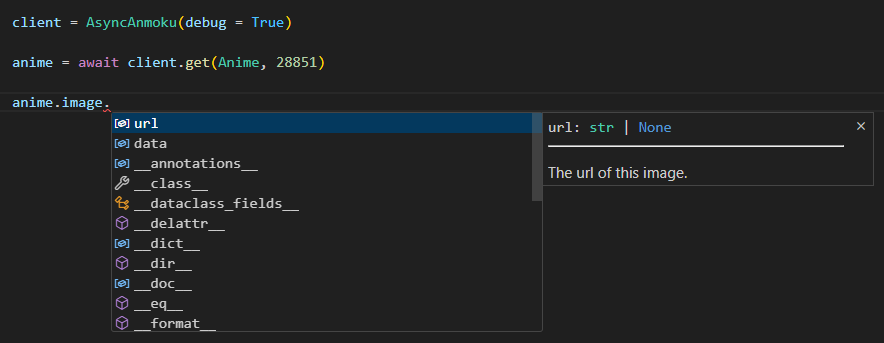 client = AsyncAnmoku(debug = True)
anime = await client.get(Anime, 28851)
anime.image.
url
data
__annotations__
__class__
__dataclass_fields__
__delattr__
__dict__
__dir__
__doc__
__eq__
__format__
url: str | None
The url of this image.